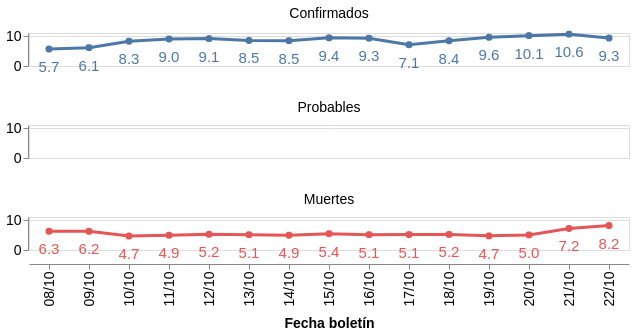 Confirmados
10
0
5.7 6.1 8.3 9.0 9.1 8.5 8.5 9.4 9.3 7.1 8.4 9.6 10.1 10.6 9.3
Probables
10
0
Muertes
10
0
6.3 6.2 4.7 4.9 5.2 5.1 4.9 5.4 5.1 5.1 5.2 4.7 5.0 7.2 8.2
08/10 09/10 10/10 11/10 12/10 13/10 14/10 15/10 16/10 17/10 18/10 19/10 20/10 21/10 22/10
Fecha boletín